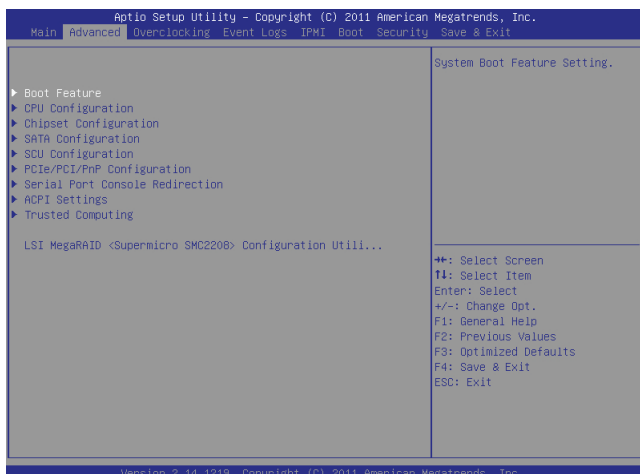 Aptio Setup Utility – Copyright (C) 2011 American Megatrends, Inc.
Main Advanced Overclocking Event Logs IPMI Boot Security Save & Exit
System Boot Feature Setting.
▶ Boot Feature
▶ CPU Configuration
▶ Chipset Configuration
▶ SATA Configuration
▶ SCU Configuration
▶ PCIe/PCI/PnP Configuration
▶ Serial Port Console Redirection
▶ ACPI Settings
▶ Trusted Computing
LSI MegaRAID <Supermicro SMC2208> Configuration Utili...
→←: Select Screen
↑↓: Select Item
Enter: Select
+/-: Change Opt.
F1: General Help
F2: Previous Values
F3: Optimized Defaults
F4: Save & Exit
ESC: Exit
Version 2.14.1219. Copyright (C) 2011 American Megatrends, Inc.